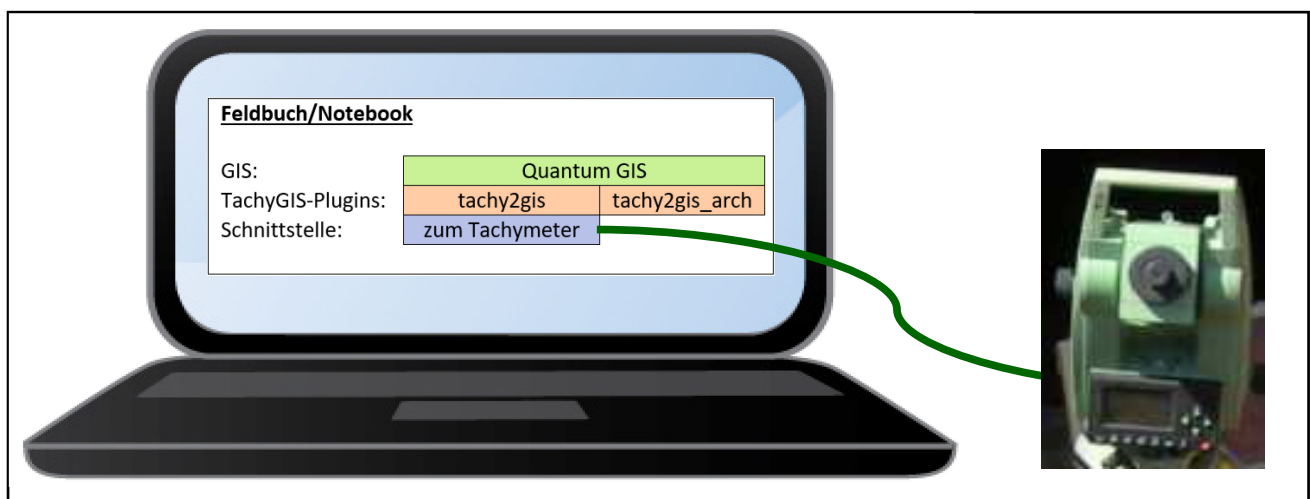 Feldbuch/Notebook
GIS: Quantum GIS
TachyGIS-Plugins: tachy2gis tachy2gis_arch
Schnittstelle: zum Tachymeter